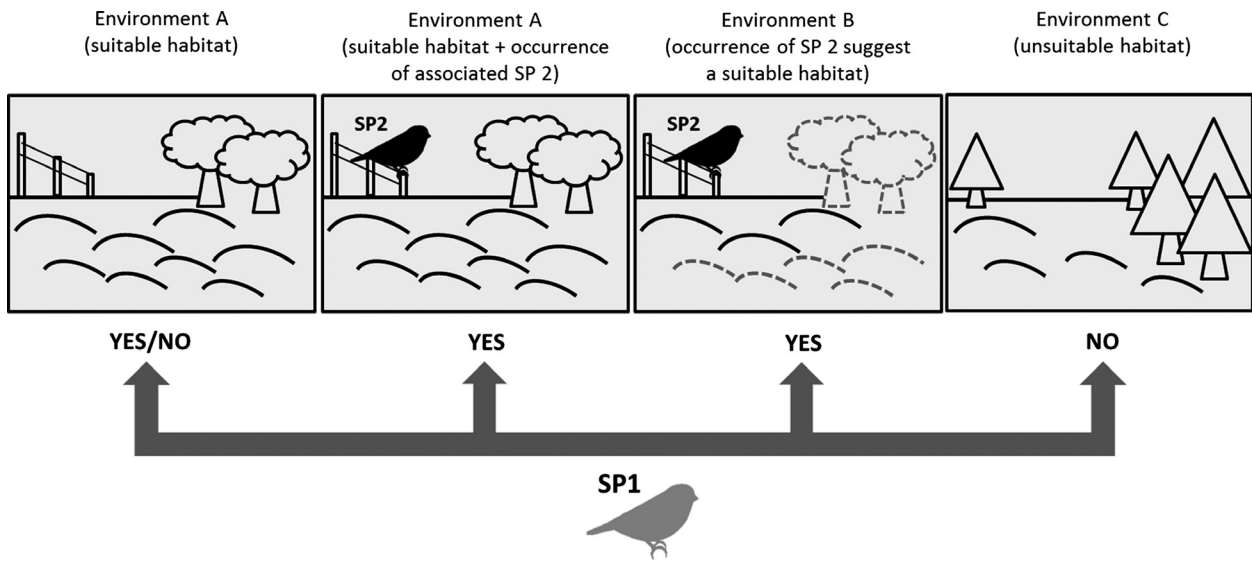 Environment A
(suitable habitat)
Environment A
(suitable habitat + occurrence
of associated SP 2)
Environment B
(occurrence of SP 2 suggest
a suitable habitat)
Environment C
(unsuitable habitat)
SP2
SP2
YES/NO
YES
YES
NO
SP1